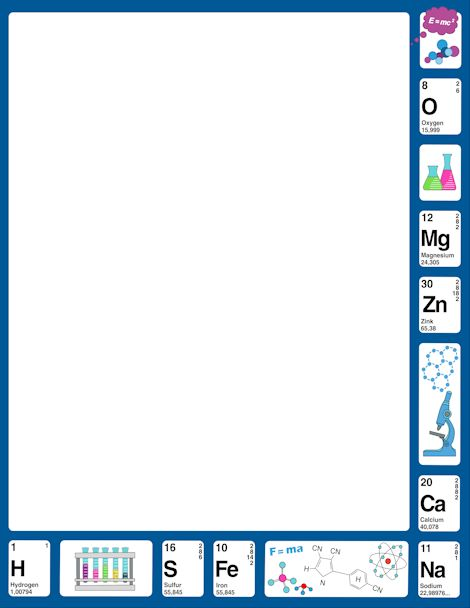 E=mc²
8
2
6
O
Oxygen
15,999
12
2
8
2
Mg
Magnesium
24,305
30
2
8
18
2
Zn
Zink
65,38
20
2
8
8
2
Ca
Calcium
40,078
1
1
H
Hydrogen
1,00794
16
2
8
6
S
Sulfur
55,845
10
2
8
14
2
Fe
Iron
55,845
F=ma
CN
CN
H
N
H
CN
11
2
8
1
Na
Sodium
22,98976...